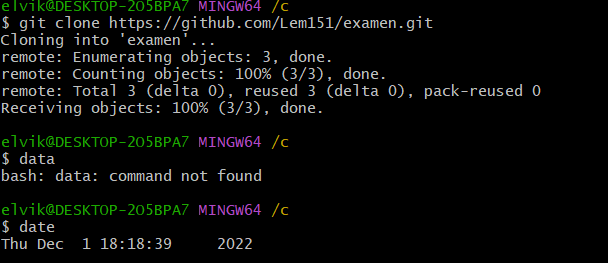 elvik@DESKTOP-2O5BPA7 MINGW64 /c
$ git clone https://github.com/Lem151/examen.git
Cloning into 'examen'...
remote: Enumerating objects: 3, done.
remote: Counting objects: 100% (3/3), done.
remote: Total 3 (delta 0), reused 3 (delta 0), pack-reused 0
Receiving objects: 100% (3/3), done.
elvik@DESKTOP-2O5BPA7 MINGW64 /c
$ data
bash: data: command not found
elvik@DESKTOP-2O5BPA7 MINGW64 /c
$ date
Thu Dec  1 18:18:39     2022